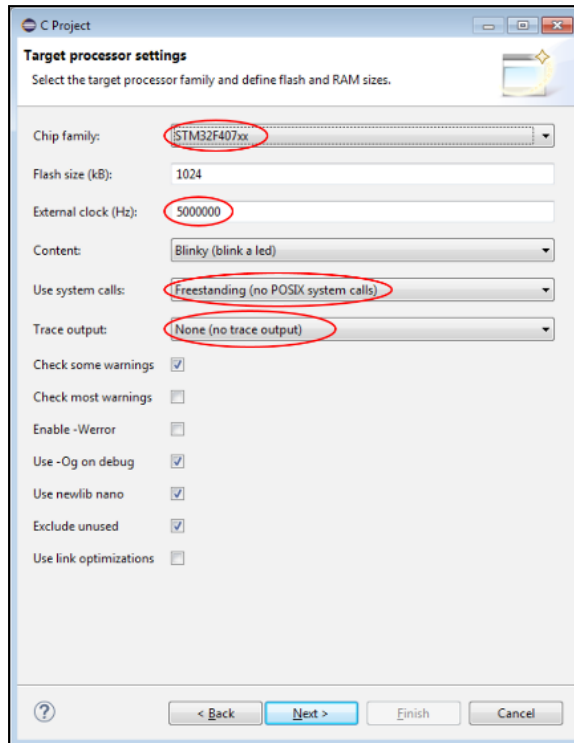 C Project
Target processor settings
Select the target processor family and define flash and RAM sizes.
Chip family: STM32F407xx
Flash size (kB): 1024
External clock (Hz): 5000000
Content: Blinky (blink a led)
Use system calls: Freestanding (no POSIX system calls)
Trace output: None (no trace output)
Check some warnings
Check most warnings
Enable -Werror
Use -Og on debug
Use newlib nano
Exclude unused
Use link optimizations
? < Back Next > Finish Cancel